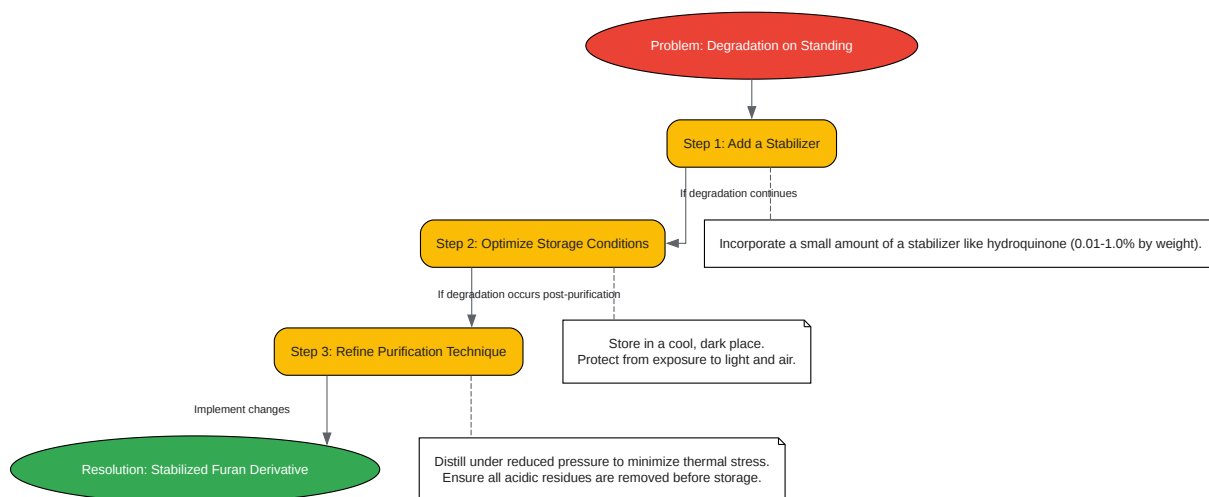 Problem: Degradation on Standing
Step 1: Add a Stabilizer
If degradation continues
Step 2: Optimize Storage Conditions
Incorporate a small amount of a stabilizer like hydroquinone (0.01-1.0% by weight).
If degradation occurs post-purification
Step 3: Refine Purification Technique
Store in a cool, dark place.
Protect from exposure to light and air.
Implement changes
Resolution: Stabilized Furan Derivative
Distill under reduced pressure to minimize thermal stress.
Ensure all acidic residues are removed before storage.